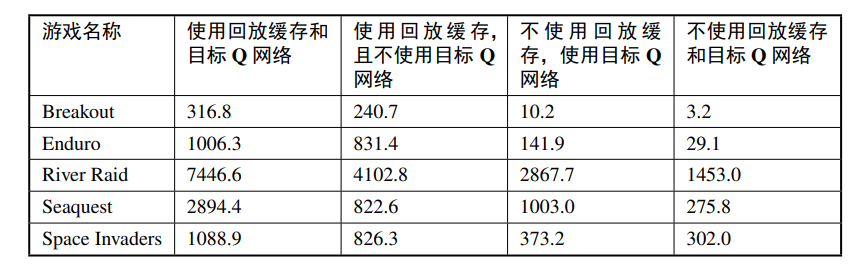 游戏名称 使用回放缓存和目标 Q 网络 使用回放缓存，且不使用目标 Q 网络 不使用回放缓存，使用目标 Q 网络 不使用回放缓存和目标 Q 网络
Breakout 316.8 240.7 10.2 3.2
Enduro 1006.3 831.4 141.9 29.1
River Raid 7446.6 4102.8 2867.7 1453.0
Seaquest 2894.4 822.6 1003.0 275.8
Space Invaders 1088.9 826.3 373.2 302.0